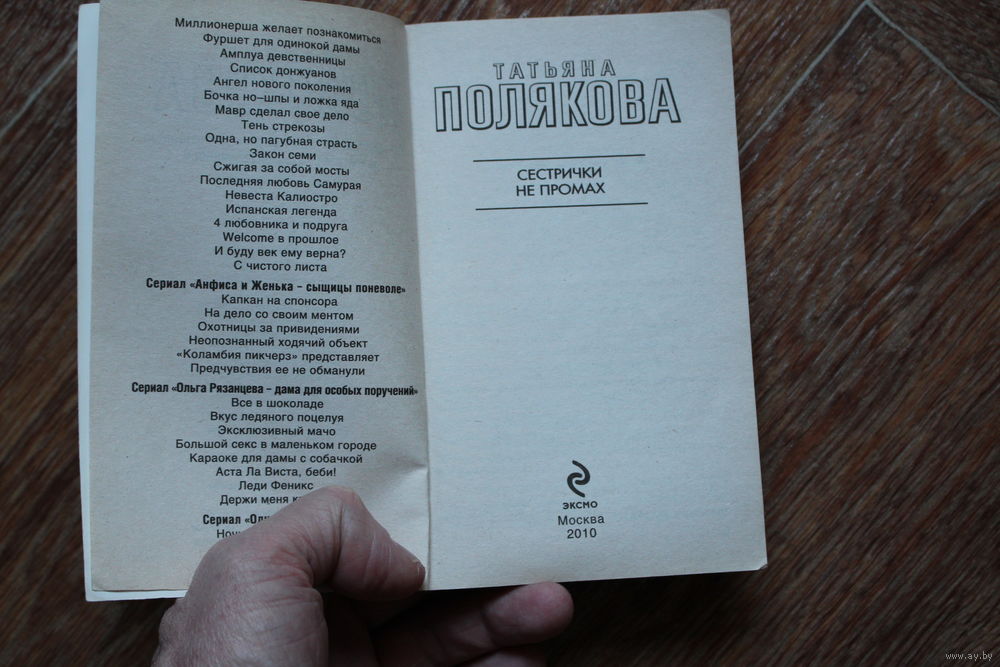 Миллионерша желает познакомиться
Фуршет для одинокой дамы
Амплуа девственницы
Список донжуанов
Ангел нового поколения
Бочка но–шпы и ложка яда
Мавр сделал свое дело
Тень стрекозы
Одна, но пагубная страсть
Закон семи
Сжигая за собой мосты
Последняя любовь Самурая
Невеста Калиостро
Испанская легенда
4 любовника и подруга
Welcome в прошлое
И буду век ему верна?
С чистого листа
Сериал «Анфиса и Женька – сыщицы поневоле»
Капкан на спонсора
На дело со своим ментом
Охотницы за привидениями
Неопознанный ходячий объект
«Коламбия пикчерз» представляет
Предчувствия ее не обманули
Сериал «Ольга Рязанцева – дама для особых поручений»
Все в шоколаде
Вкус ледяного поцелуя
Эксклюзивный мачо
Большой секс в маленьком городе
Караоке для дамы с собачкой
Аста Ла Виста, беби!
Леди Феникс
Держи меня
Сериал
ТАТЬЯНА
ПОЛЯКОВА
СЕСТРИЧКИ
НЕ ПРОМАХ
ЭКСМО
Москва
2010
www.ay.by